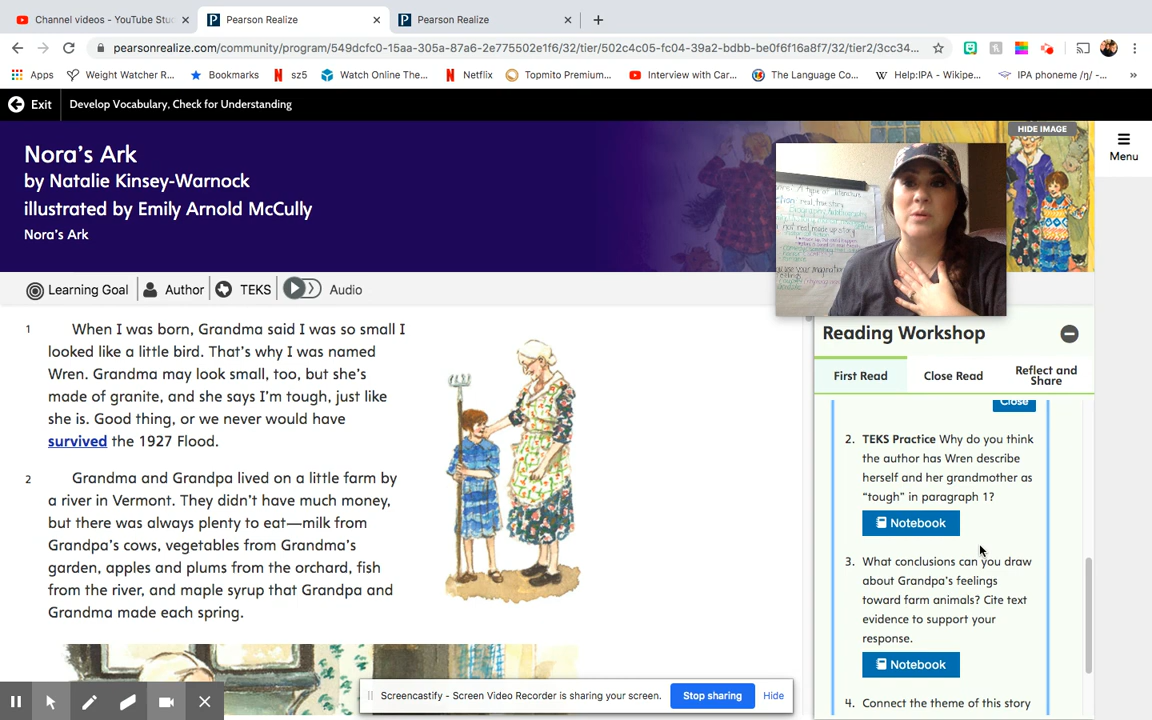 Channel videos - YouTube Stu
Pearson Realize
Pearson Realize
pearsonrealize.com/community/program/549dcfc0-15aa-305a-87a6-2e775502e1f6/32/tier/502c4c05-fc04-39a2-bdbb-be0f6f16a8f7/32/tier2/3cc34...
Apps
Weight Watcher R...
Bookmarks
sz5
Watch Online The...
Netflix
Topmito Premium...
Interview with Car...
The Language Co...
Help:IPA - Wikipe...
IPA phoneme /ŋ/ -...
Exit
Develop Vocabulary, Check for Understanding
HIDE IMAGE
Menu
Nora's Ark
by Natalie Kinsey-Warnock
illustrated by Emily Arnold McCully
Nora's Ark
Learning Goal
Author
TEKS
Audio
1 When I was born, Grandma said I was so small I
looked like a little bird. That's why I was named
Wren. Grandma may look small, too, but she's
made of granite, and she says I'm tough, just like
she is. Good thing, or we never would have
survived the 1927 Flood.
2 Grandma and Grandpa lived on a little farm by
a river in Vermont. They didn't have much money,
but there was always plenty to eat—milk from
Grandpa's cows, vegetables from Grandma's
garden, apples and plums from the orchard, fish
from the river, and maple syrup that Grandpa and
Grandma made each spring.
Reading Workshop
First Read
Close Read
Reflect and
Share
Close
2. TEKS Practice Why do you think
the author has Wren describe
herself and her grandmother as
"tough" in paragraph 1?
Notebook
3. What conclusions can you draw
about Grandpa's feelings
toward farm animals? Cite text
evidence to support your
response.
Notebook
4. Connect the theme of this story
Screencastify - Screen Video Recorder is sharing your screen.
Stop sharing
Hide